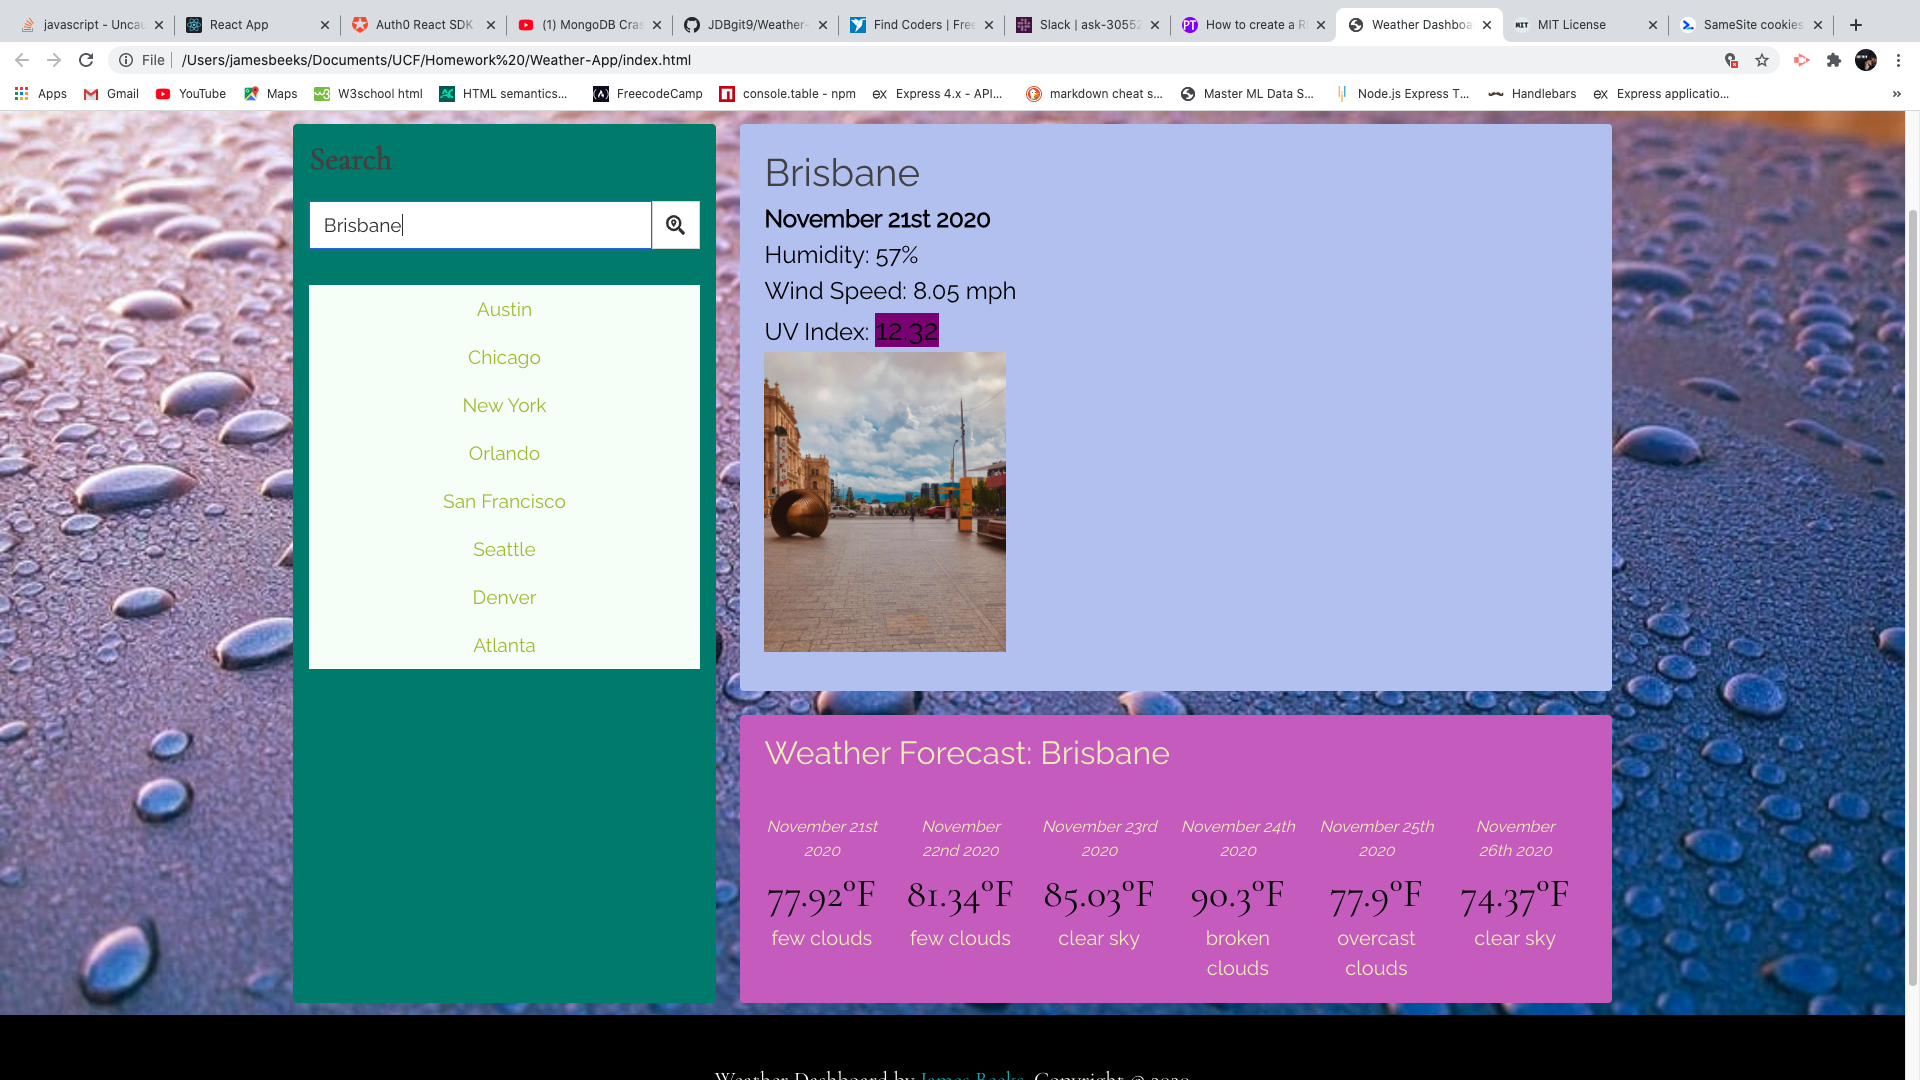 javascript - Uncau
React App
Auth0 React SDK
(1) MongoDB Cras
JDBgit9/Weather-
Find Coders | Free
Slack | ask-30552
How to create a R
Weather Dashboa
MIT License
SameSite cookies
File
/Users/jamesbeeks/Documents/UCF/Homework%20/Weather-App/index.html
Apps
Gmail
YouTube
Maps
W3school html
HTML semantics...
FreecodeCamp
console.table - npm
Express 4.x - API...
markdown cheat s...
Master ML Data S...
Node.js Express T...
Handlebars
Express applicatio...
»
Search
Brisbane
Austin
Chicago
New York
Orlando
San Francisco
Seattle
Denver
Atlanta
Brisbane
November 21st 2020
Humidity: 57%
Wind Speed: 8.05 mph
UV Index: 12.32
Weather Forecast: Brisbane
November 21st
2020
77.92°F
few clouds
November
22nd 2020
81.34°F
few clouds
November 23rd
2020
85.03°F
clear sky
November 24th
2020
90.3°F
broken
clouds
November 25th
2020
77.9°F
overcast
clouds
November
26th 2020
74.37°F
clear sky
Weather Dashboard by James Beeks. Copyright @ 2020